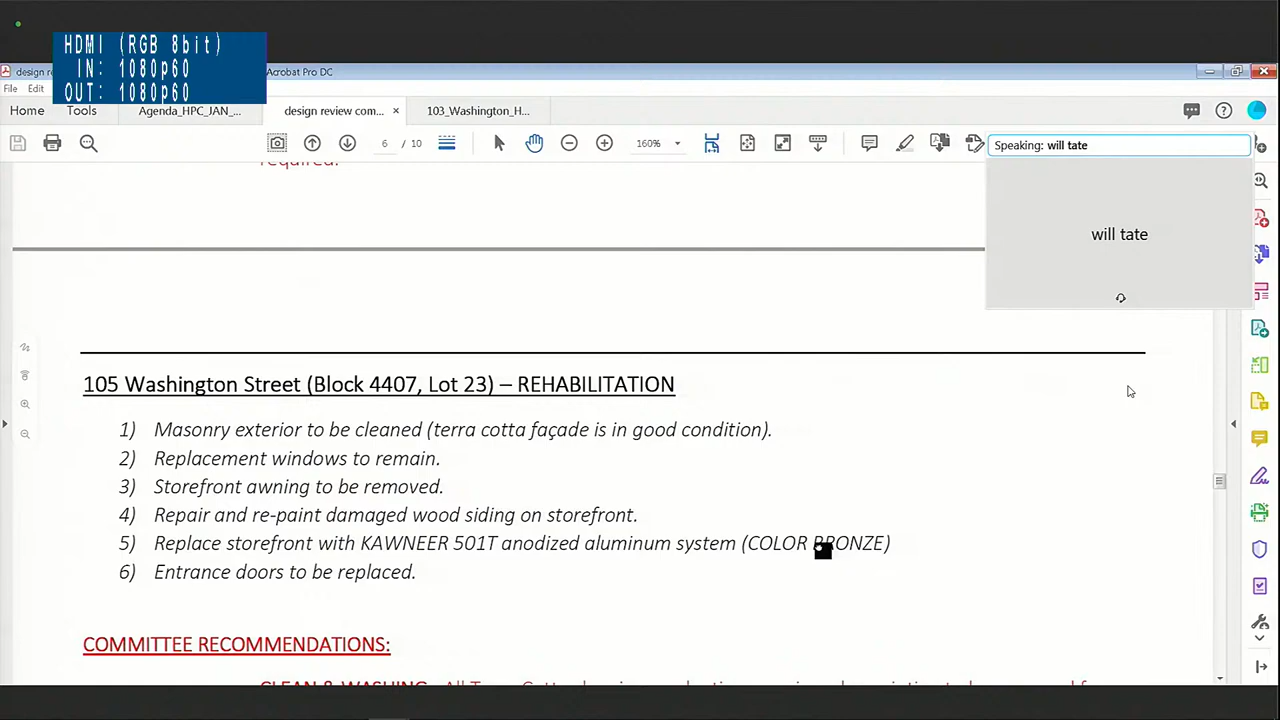 HDMI (RGB 8bit)
IN: 1080p60
OUT: 1080p60
design re
Acrobat Pro DC
File Edit
Home Tools Agenda_HPC_JAN_... design review com... × 103_Washington_H...
6 / 10 160%
Speaking: will tate
will tate
required.
105 Washington Street (Block 4407, Lot 23) – REHABILITATION
1) Masonry exterior to be cleaned (terra cotta façade is in good condition).
2) Replacement windows to remain.
3) Storefront awning to be removed.
4) Repair and re-paint damaged wood siding on storefront.
5) Replace storefront with KAWNEER 501T anodized aluminum system (COLOR BRONZE)
6) Entrance doors to be replaced.
COMMITTEE RECOMMENDATIONS: